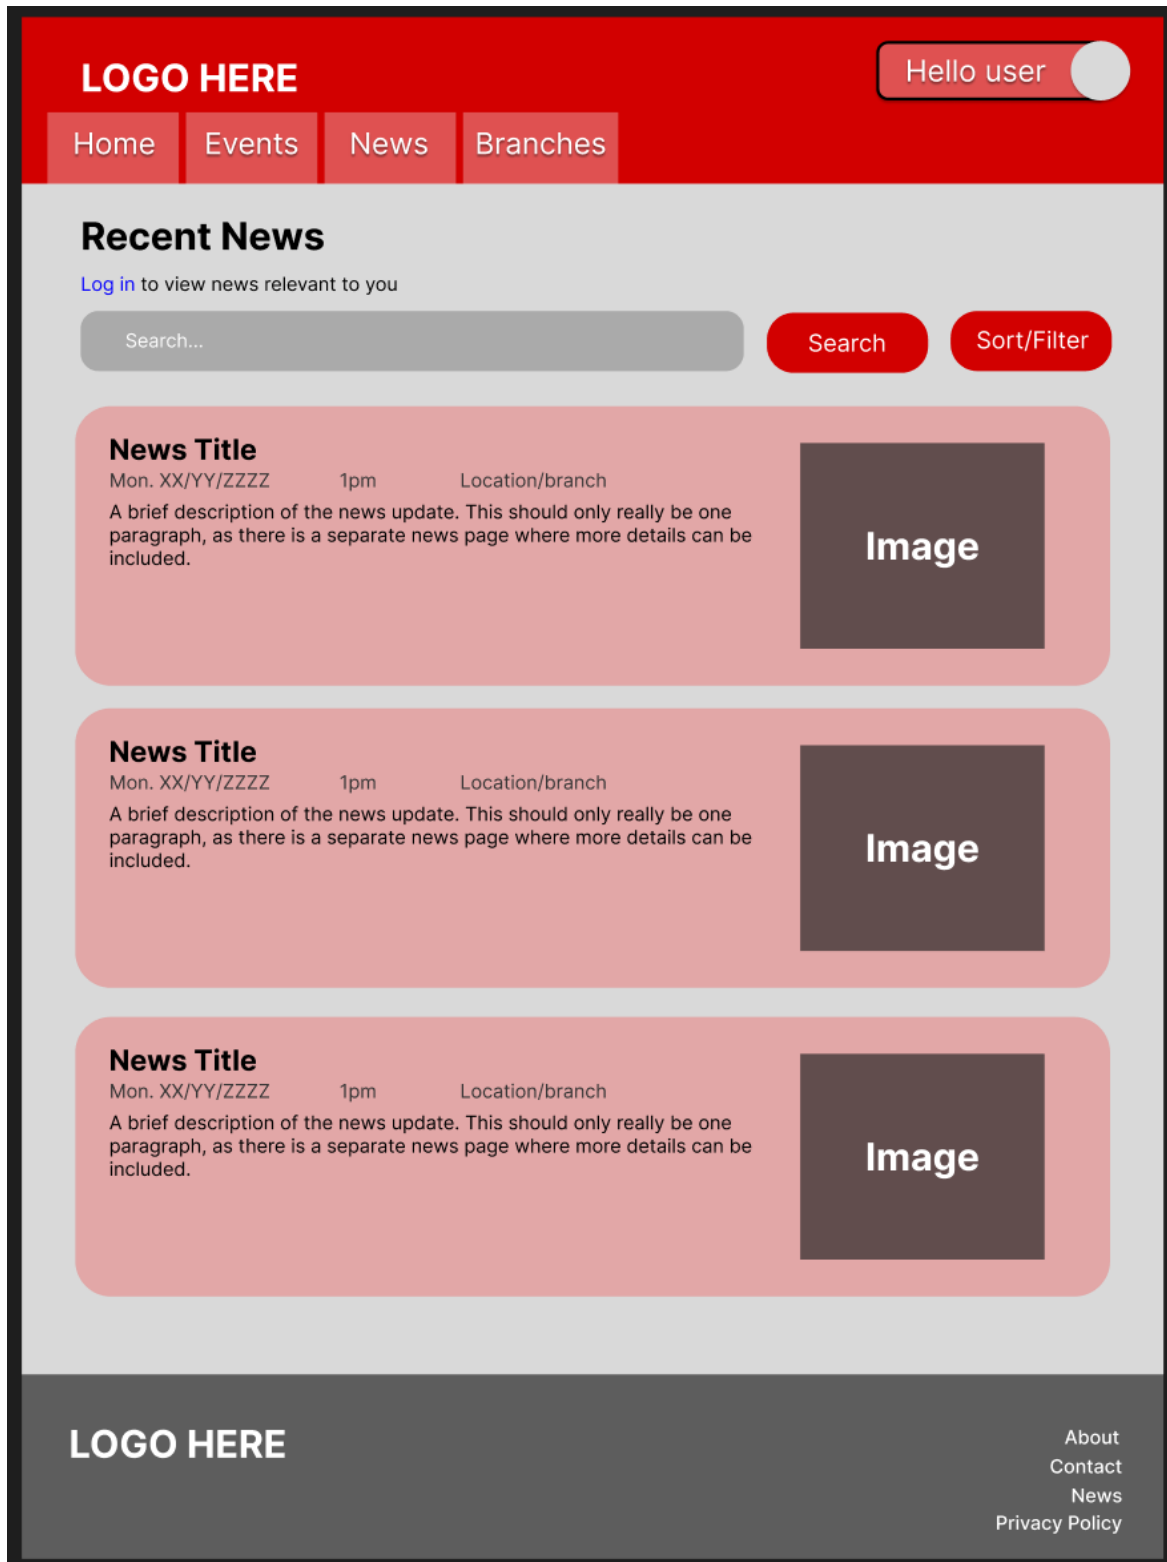 LOGO HERE
Hello user
Home Events News Branches
Recent News
Log in to view news relevant to you
Search...
Search
Sort/Filter
News Title
Mon. XX/YY/ZZZZ 1pm Location/branch
A brief description of the news update. This should only really be one
paragraph, as there is a separate news page where more details can be
included.
Image
News Title
Mon. XX/YY/ZZZZ 1pm Location/branch
A brief description of the news update. This should only really be one
paragraph, as there is a separate news page where more details can be
included.
Image
News Title
Mon. XX/YY/ZZZZ 1pm Location/branch
A brief description of the news update. This should only really be one
paragraph, as there is a separate news page where more details can be
included.
Image
LOGO HERE
About
Contact
News
Privacy Policy